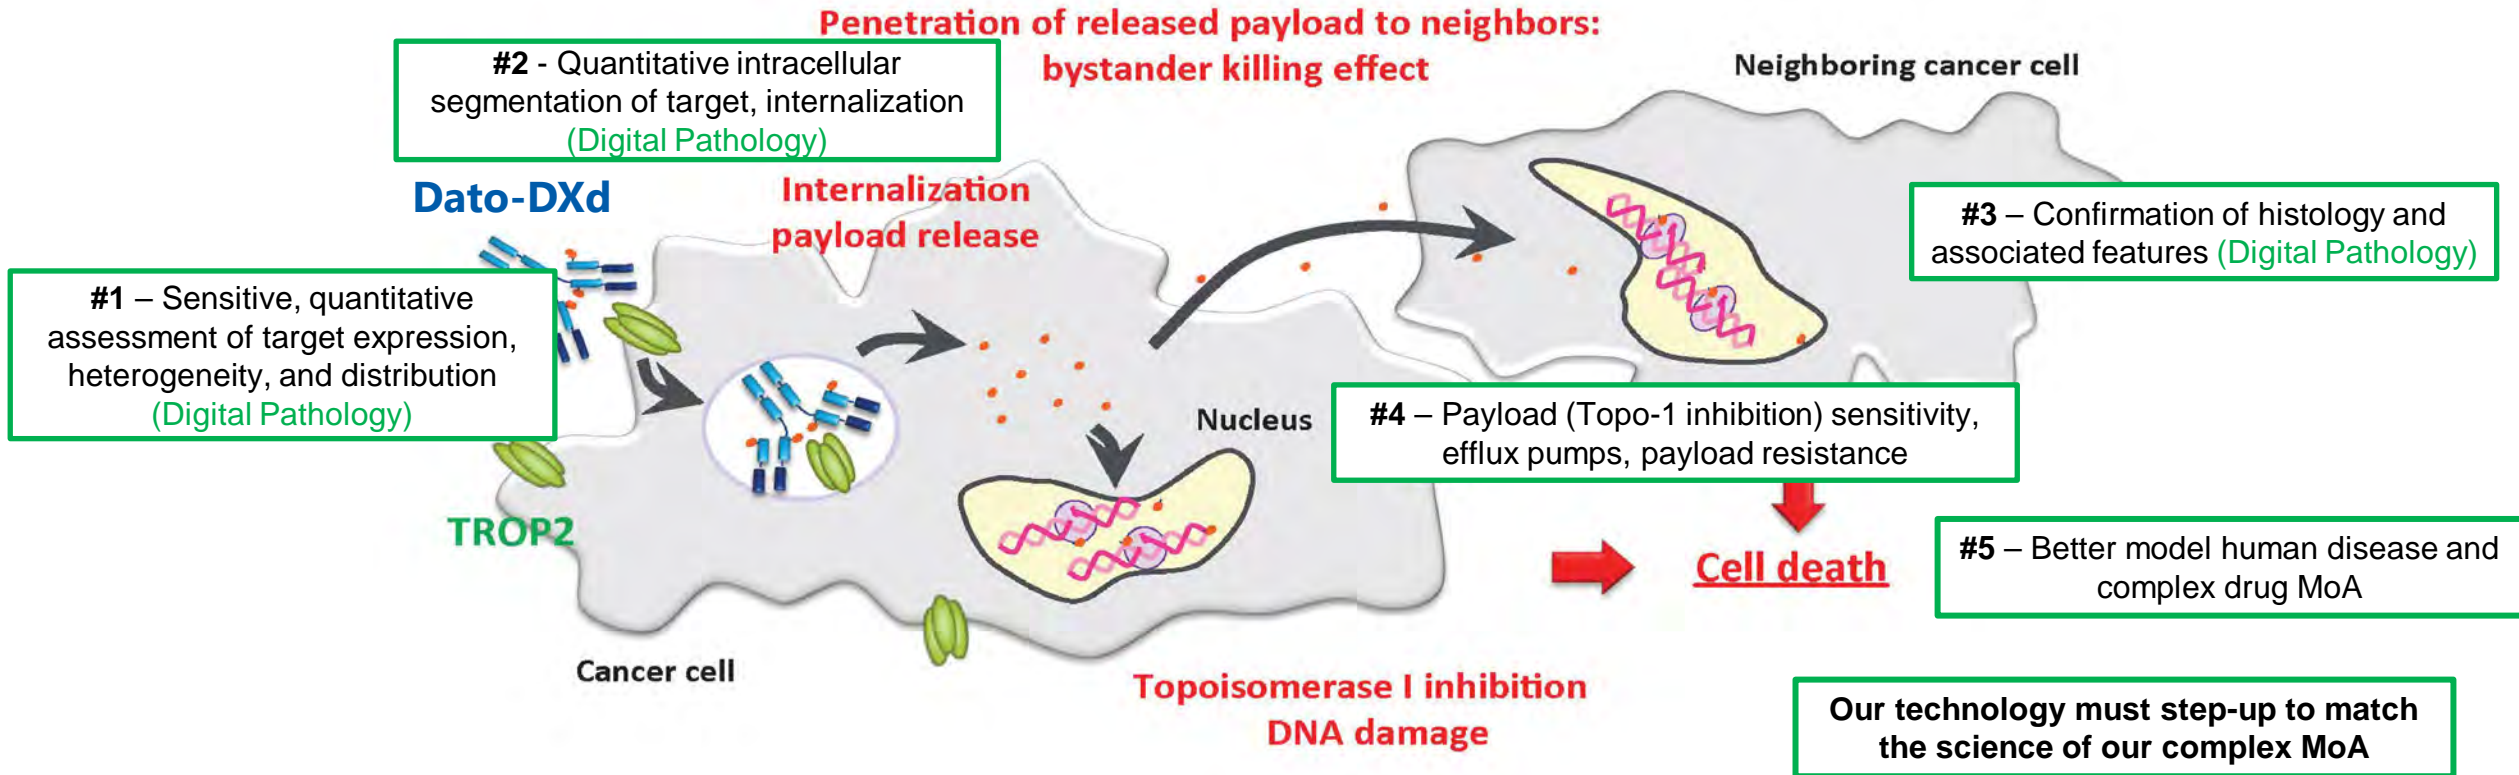 Penetration of released payload to neighbors:
bystander killing effect
#2 - Quantitative intracellular
segmentation of target, internalization
(Digital Pathology)
Neighboring cancer cell
Dato-DXd
Internalization
payload release
#3 – Confirmation of histology and
associated features (Digital Pathology)
#1 – Sensitive, quantitative
assessment of target expression,
heterogeneity, and distribution
(Digital Pathology)
Nucleus
#4 – Payload (Topo-1 inhibition) sensitivity,
efflux pumps, payload resistance
TROP2
Cell death
#5 – Better model human disease and
complex drug MoA
Cancer cell
Topoisomerase I inhibition
DNA damage
Our technology must step-up to match
the science of our complex MoA